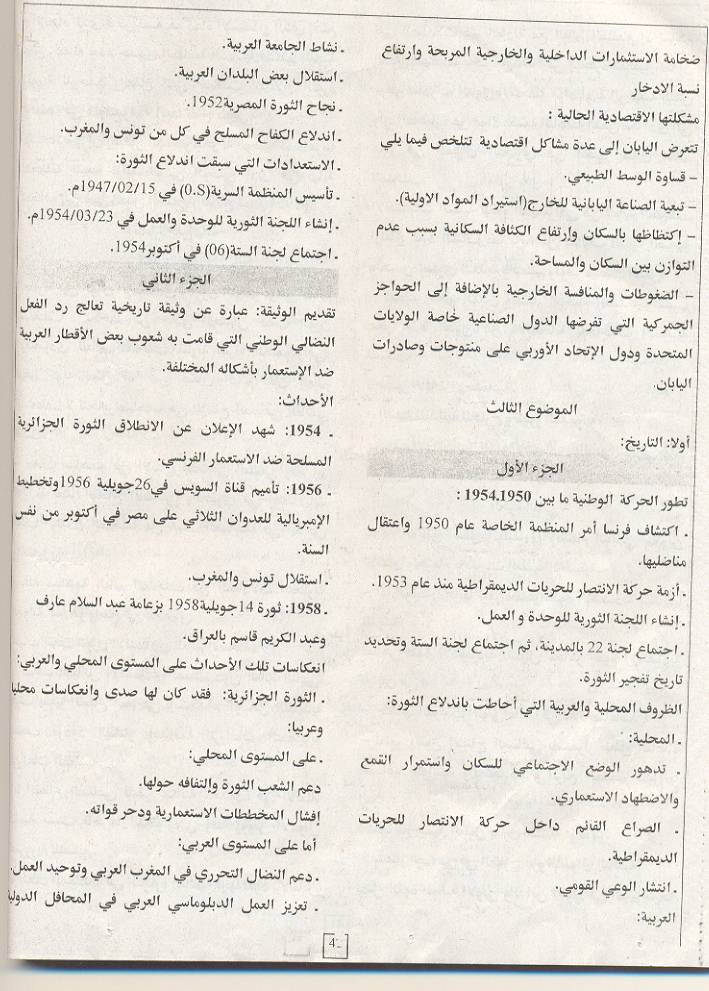 ضخامة الاستثمارات الداخلية والخارجية المربحة وارتفاع
نسبة الادخار
مشكلتها الاقتصادية الحالية :
تتعرض اليابان إلى عدة مشاكل اقتصادية تتلخص فيما يلي
– قساوة الوسط الطبيعي.
– تبعية الصناعة اليابانية للخارج(استيراد المواد الاولية).
– إكتظاظها بالسكان وإرتفاع الكثافة السكانية بسبب عدم
التوازن بين السكان والمساحة.
– الضغوطات والمنافسة الخارجية بالإضافة إلى الحواجز
الجمركية التي تفرضها الدول الصناعية خاصة الولايات
المتحدة ودول الإتحاد الأوربي على منتوجات وصادرات
اليابان.
الموضوع الثالث
أولا: التاريخ:
الجزء الأول
تطور الحركة الوطنية ما بين 1954.1950 :
. اكتشاف فرنسا أمر المنظمة الخاصة عام 1950 واعتقال
مناضليها.
. أزمة حركة الانتصار للحريات الديمقراطية منذ عام 1953.
. إنشاء اللجنة الثورية للوحدة و العمل.
. اجتماع لجنة 22 بالمدينة، ثم اجتماع لجنة الستة وتحديد
تاريخ تفجير الثورة.
الظروف المحلية والعربية التي أحاطت باندلاع الثورة:
. المحلية:
. تدهور الوضع الاجتماعي للسكان واستمرار القمع
والاضطهاد الاستعماري.
. الصراع القائم داخل حركة الانتصار للحريات
الديمقراطية.
. انتشار الوعي القومي.
العربية:
. نشاط الجامعة العربية.
. استقلال بعض البلدان العربية.
. نجاح الثورة المصرية1952.
. اندلاع الكفاح المسلح في كل من تونس والمغرب.
. الاستعدادات التي سبقت اندلاع الثورة:
. تأسيس المنظمة السرية(0.S) في 1947/02/15م.
. إنشاء اللجنة الثورية للوحدة والعمل في 1954/03/23م.
. اجتماع لجنة الستة(06) في أكتوبر1954.
الجزء الثاني
تقديم الوثيقة: عبارة عن وثيقة تاريخية تعالج رد الفعل
النضالي الوطني التي قامت به شعوب بعض الأقطار العربية
ضد الإستعمار بأشكاله المختلفة.
الأحداث:
. 1954: شهد الإعلان عن الانطلاق الثورة الجزائرية
المسلحة ضد الاستعمار الفرنسي.
. 1956: تأميم قناة السويس في26جويلية 1956وتخطيط
الإمبريالية للعدوان الثلاثي على مصر في أكتوبر من نفس
السنة.
. استقلال تونس والمغرب.
. 1958: ثورة 14جويلية1958 بزعامة عبد السلام عارف
وعبد الكريم قاسم بالعراق.
انعكاسات تلك الأحداث على المستوى المحلي والعربي:
. الثورة الجزائرية: فقد كان لها صدى وانعكاسات محليا
وعربيا:
. على المستوى المحلي:
دعم الشعب الثورة والتفافه حولها.
إفشال المخططات الاستعمارية ودحر قواته.
أما على المستوى العربي:
. دعم النضال التحرري في المغرب العربي وتوحيد العمل.
. تعزيز العمل الدبلوماسي العربي في المحافل الدولية